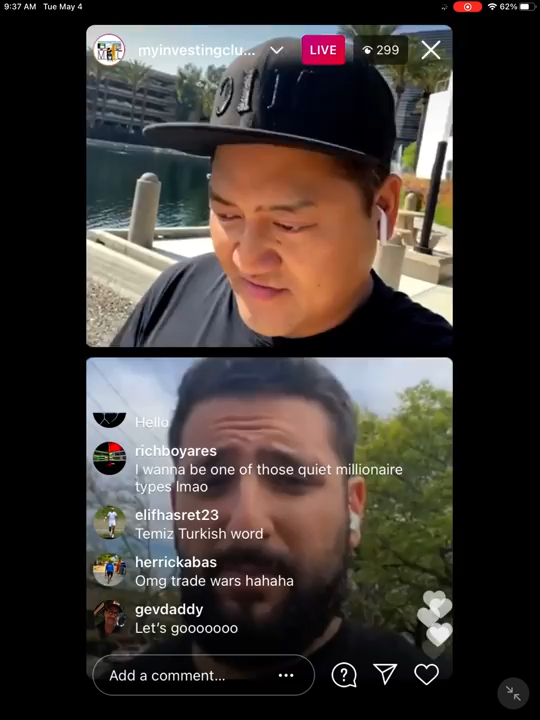 9:37 AM Tue May 4
62%
myinvestingclu...
LIVE
299
Hello
richboyares
I wanna be one of those quiet millionaire
types lmao
elifhasret23
Temiz Turkish word
herrickabas
Omg trade wars hahaha
gevdaddy
Let's gooooooo
Add a comment...